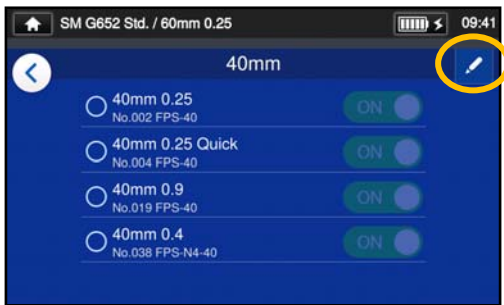 SM G652 Std. / 60mm 0.25 09:41
40mm
40mm 0.25 ON
No.002 FPS-40
40mm 0.25 Quick ON
No.004 FPS-40
40mm 0.9 ON
No.019 FPS-40
40mm 0.4 ON
No.038 FPS-N4-40